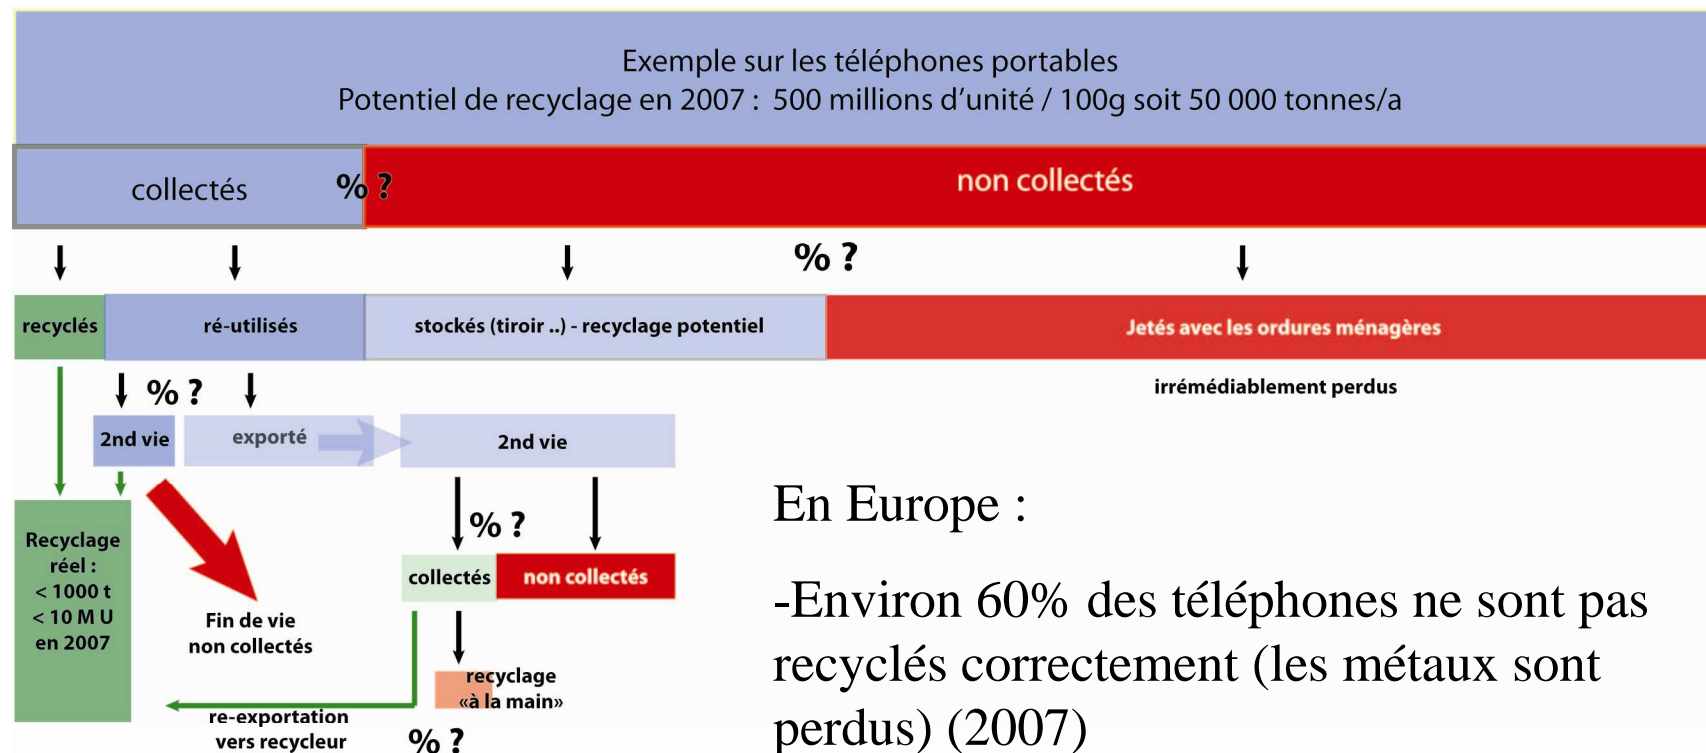 Exemple sur les téléphones portables
Potentiel de recyclage en 2007 : 500 millions d'unité / 100g soit 50 000 tonnes/a
collectés
% ?
non collectés
% ?
recyclés
ré-utilisés
stockés (tiroir ..) - recyclage potentiel
Jetés avec les ordures ménagères
irrémédiablement perdus
% ?
2nd vie
exporté
2nd vie
% ?
collectés
non collectés
Recyclage
réel :
< 1000 t
< 10 M U
en 2007
Fin de vie
non collectés
recyclage
«à la main»
re-exportation
vers recycleur
% ?
En Europe :
-Environ 60% des téléphones ne sont pas
recyclés correctement (les métaux sont
perdus) (2007)